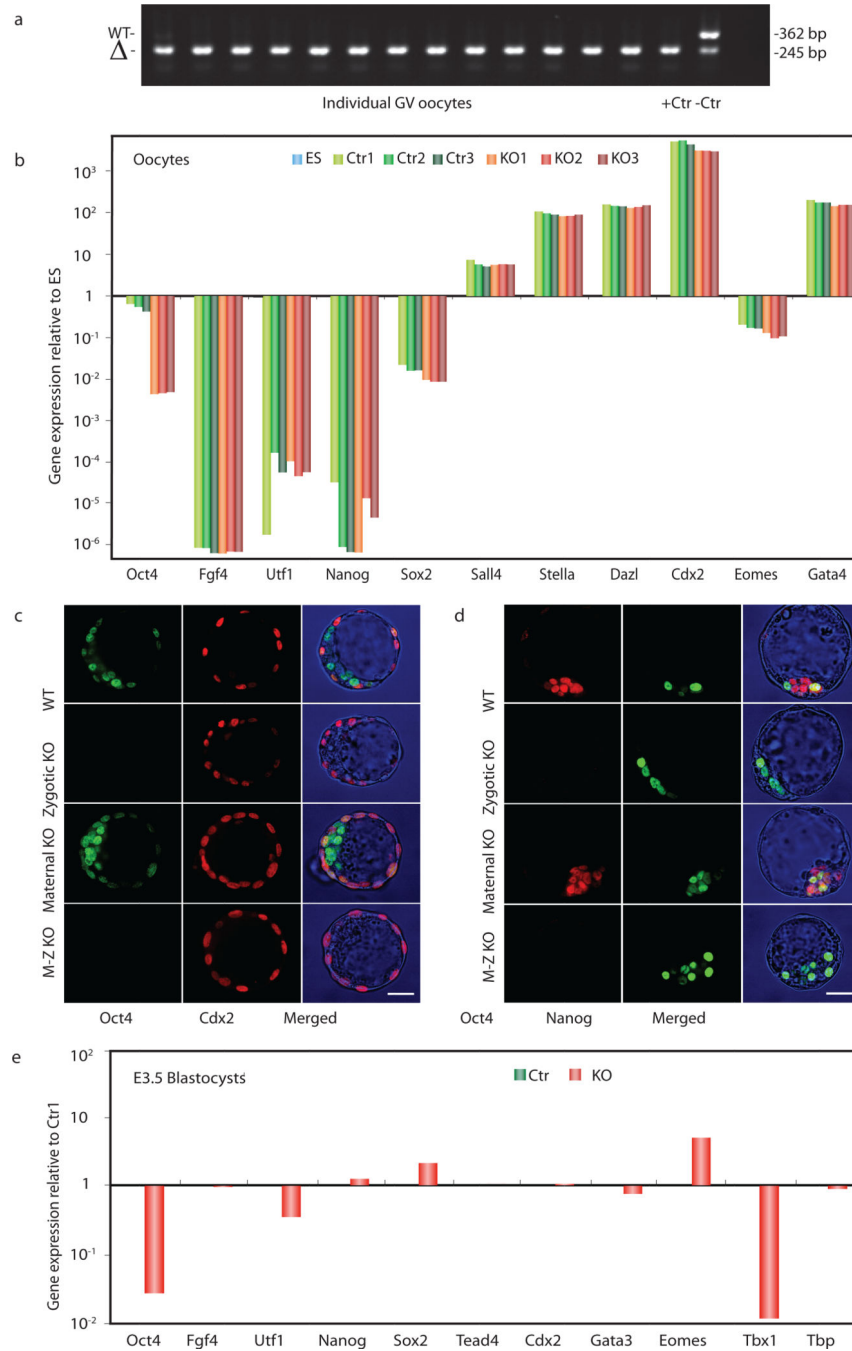 a
WT-
Δ-
-362 bp
-245 bp
Individual GV oocytes
+Ctr -Ctr
b
Oocytes
ES Ctr1 Ctr2 Ctr3 KO1 KO2 KO3
Gene expression relative to ES
10³
10²
10
1
10⁻¹
10⁻²
10⁻³
10⁻⁴
10⁻⁵
10⁻⁶
Oct4 Fgf4 Utf1 Nanog Sox2 Sall4 Stella Dazl Cdx2 Eomes Gata4
c
WT
Zygotic KO
Maternal KO
M-Z KO
Oct4 Cdx2 Merged
d
WT
Zygotic KO
Maternal KO
M-Z KO
Oct4 Nanog Merged
e
E3.5 Blastocysts
Ctr KO
Gene expression relative to Ctr1
10²
10
1
10⁻¹
10⁻²
Oct4 Fgf4 Utf1 Nanog Sox2 Tead4 Cdx2 Gata3 Eomes Tbx1 Tbp